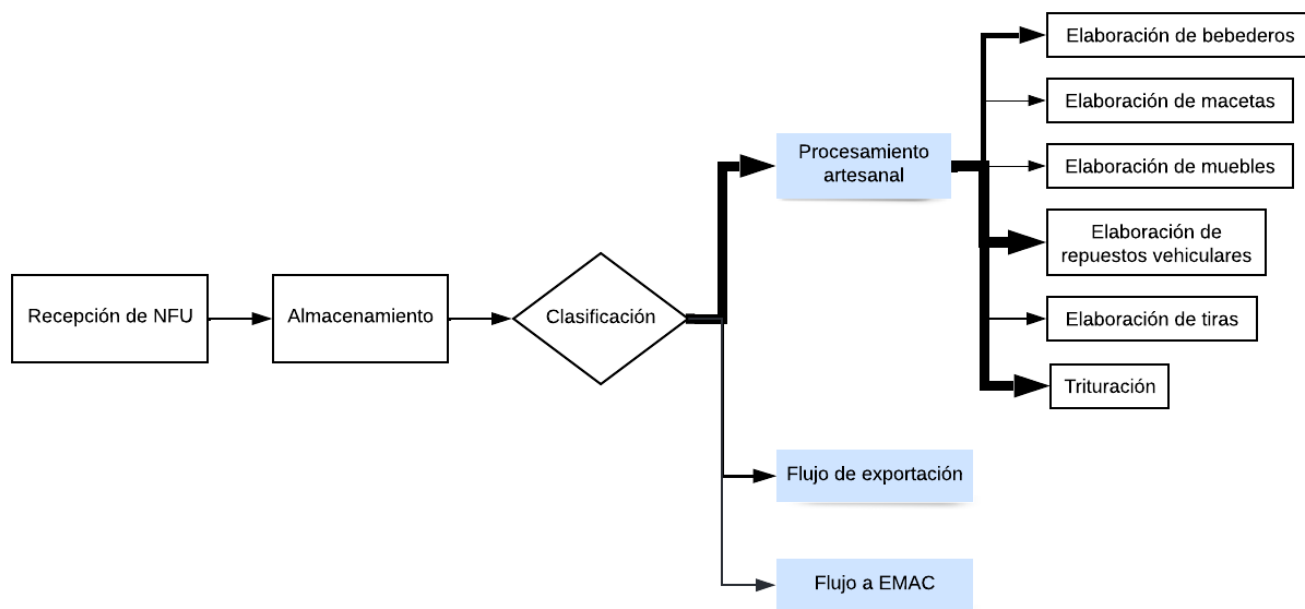 Recepción de NFU
Almacenamiento
Clasificación
Procesamiento
artesanal
Flujo de exportación
Flujo a EMAC
Elaboración de bebederos
Elaboración de macetas
Elaboración de muebles
Elaboración de
repuestos vehiculares
Elaboración de tiras
Trituración